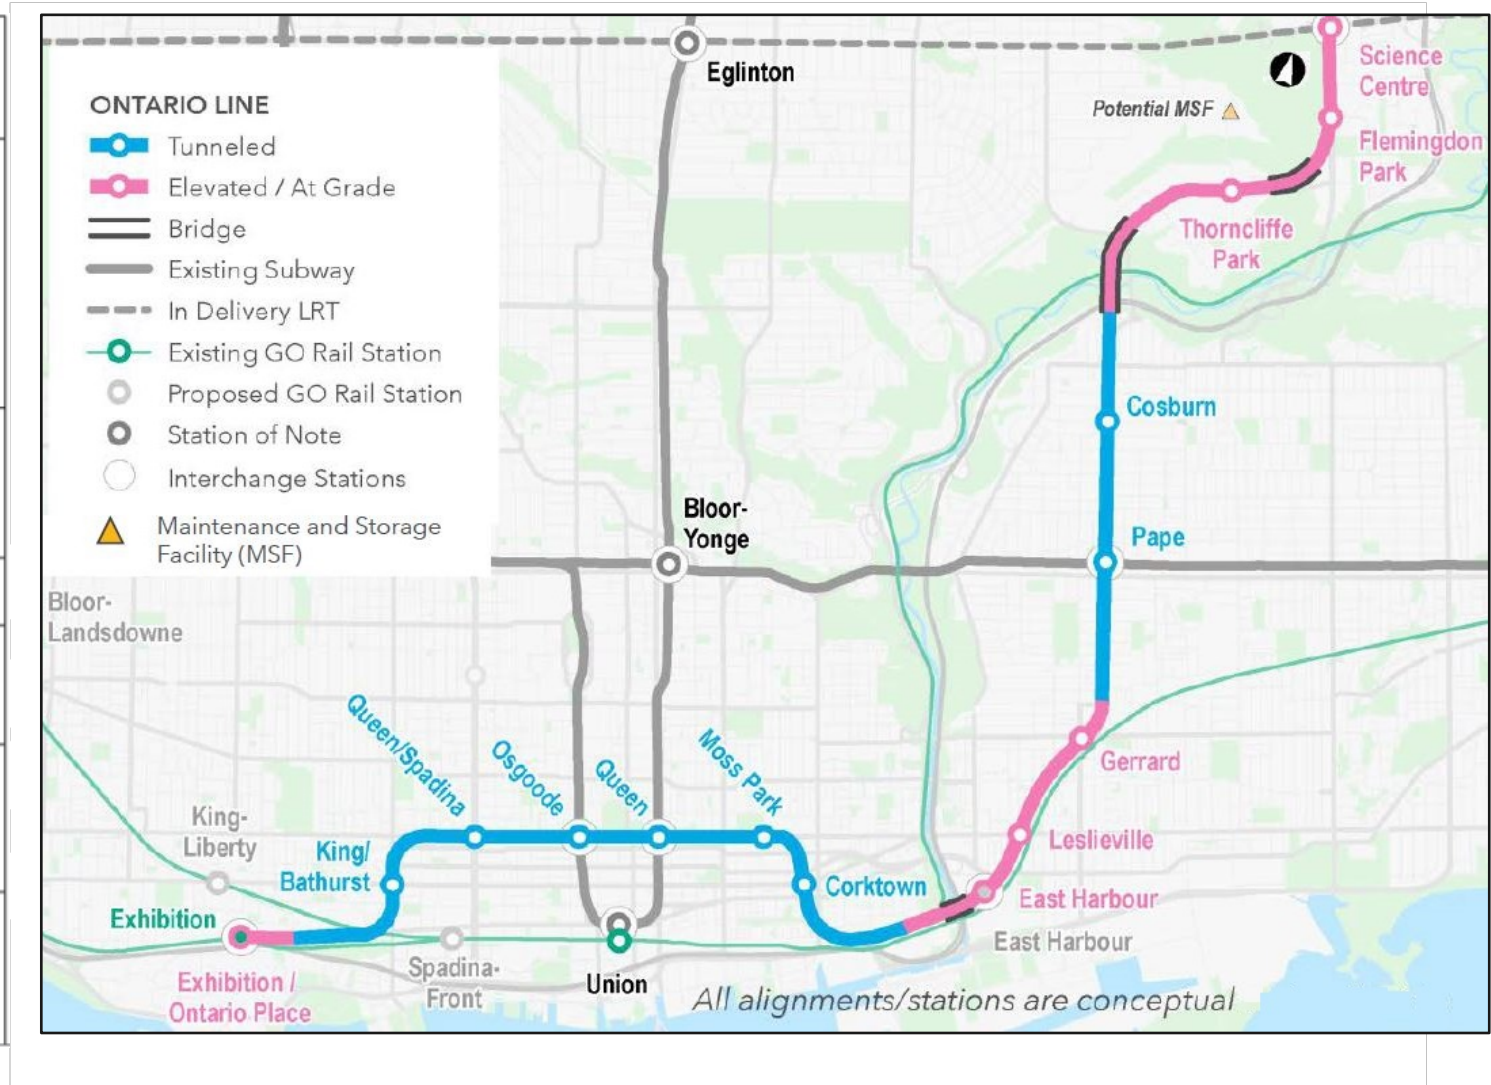 Eglinton
Science
Centre
Potential MSF
Flemingdon
Park
ONTARIO LINE
Tunneled
Elevated / At Grade
Bridge
Existing Subway
In Delivery LRT
Existing GO Rail Station
Proposed GO Rail Station
Station of Note
Interchange Stations
Maintenance and Storage
Facility (MSF)
Thorncliffe
Park
Cosburn
Bloor-
Yonge
Pape
Bloor-
Landsdowne
Queen/Spadina
Osgoode
Queen
Moss Park
Gerrard
King-
Liberty
King/
Bathurst
Leslieville
Corktown
East Harbour
Exhibition
East Harbour
Exhibition /
Ontario Place
Spadina-
Front
Union
All alignments/stations are conceptual